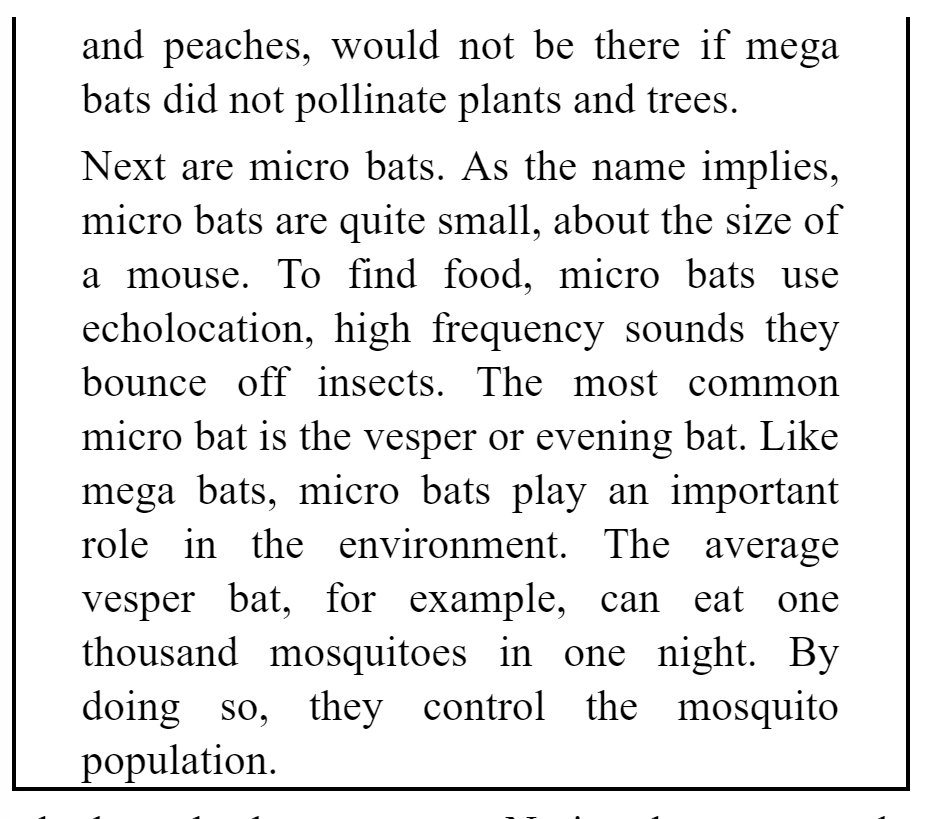 and peaches, would not be there if mega
bats did not pollinate plants and trees.
Next are micro bats. As the name implies,
micro bats are quite small, about the size of
a mouse. To find food, micro bats use
echolocation, high frequency sounds they
bounce off insects. The most common
micro bat is the vesper or evening bat. Like
mega bats, micro bats play an important
role in the environment. The average
vesper bat, for example, can eat one
thousand mosquitoes in one night. By
doing so, they control the mosquito
population.